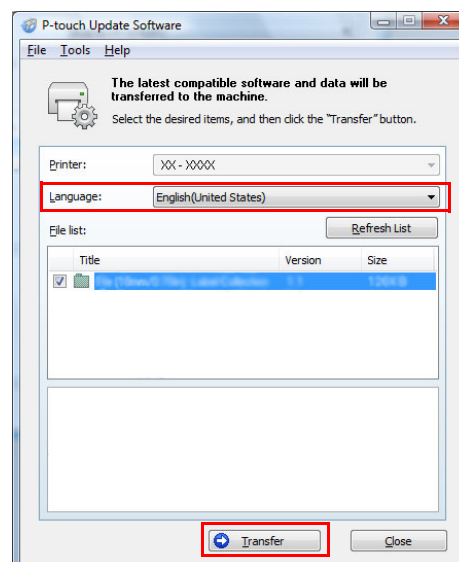 P-touch Update Software
File Tools Help
The latest compatible software and data will be
transferred to the machine.
Select the desired items, and then click the "Transfer" button.
Printer: XX - XXXX
Language: English(United States)
File list: Refresh List
Title Version Size
Transfer Close